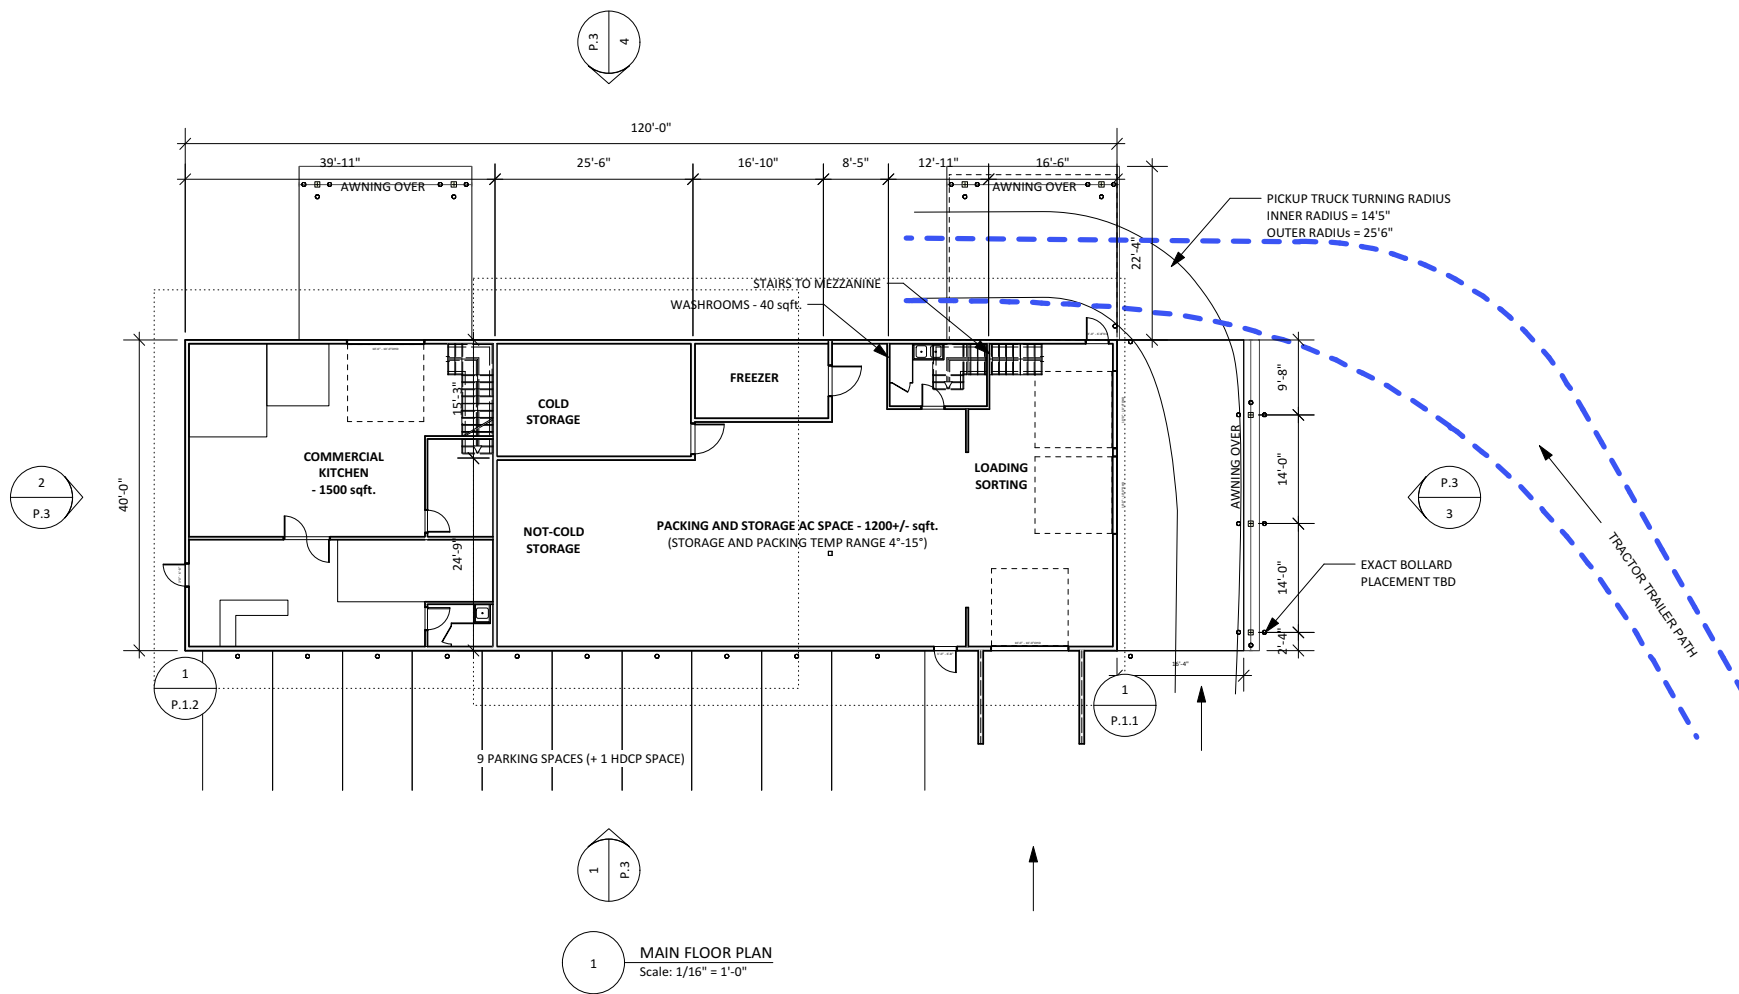 P.3
4
120'-0"
39'-11"
25'-6"
16'-10"
8'-5"
12'-11"
16'-6"
AWNING OVER
AWNING OVER
PICKUP TRUCK TURNING RADIUS
INNER RADIUS = 14'5"
OUTER RADIUs = 25'6"
22'-4"
STAIRS TO MEZZANINE
WASHROOMS - 40 sqft.
9'-8"
FREEZER
15'-3"
COLD
STORAGE
AWNING OVER
COMMERCIAL
KITCHEN
- 1500 sqft.
LOADING
SORTING
14'-0"
2
P.3
40'-0"
P.3
3
NOT-COLD
STORAGE
PACKING AND STORAGE AC SPACE - 1200+/- sqft.
(STORAGE AND PACKING TEMP RANGE 4°-15°)
24'-9"
14'-0"
EXACT BOLLARD
PLACEMENT TBD
TRACTOR TRAILER PATH
2'-4"
16'-4"
1
P.1.2
1
P.1.1
9 PARKING SPACES (+ 1 HDCP SPACE)
1
P.3
1
MAIN FLOOR PLAN
Scale: 1/16" = 1'-0"